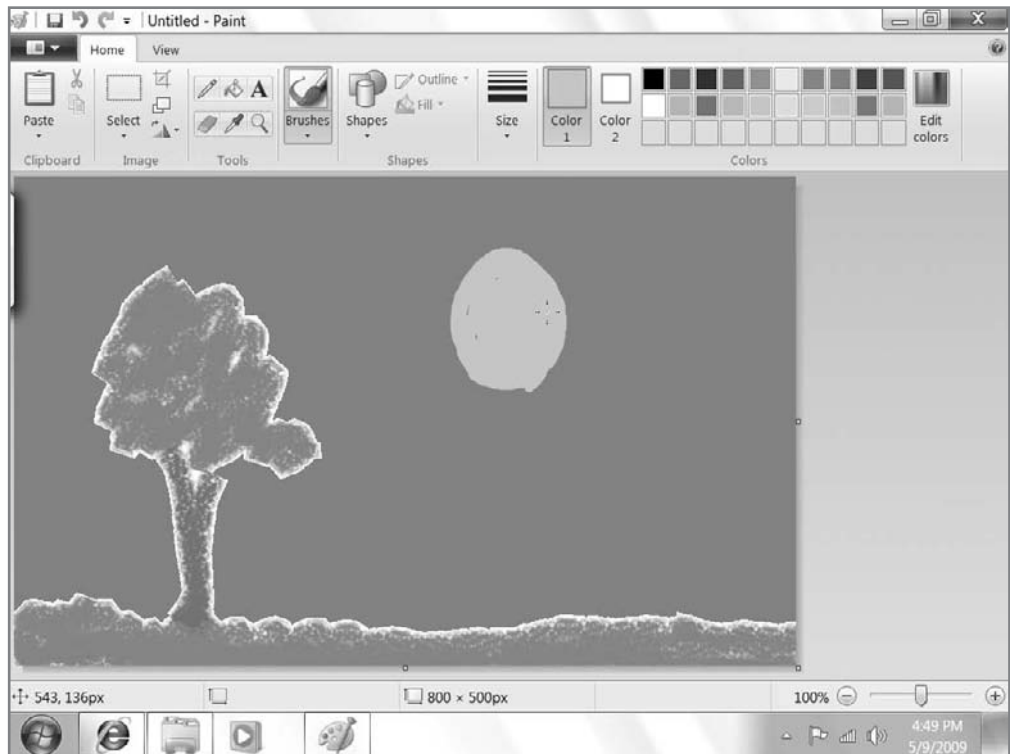 Untitled - Paint
Home View
Outline
Fill
Paste Select A Brushes Shapes Size Color 1 Color 2 Edit colors
Clipboard Image Tools Shapes Colors
543, 136px 800 × 500px 100%
4:49 PM
5/9/2009